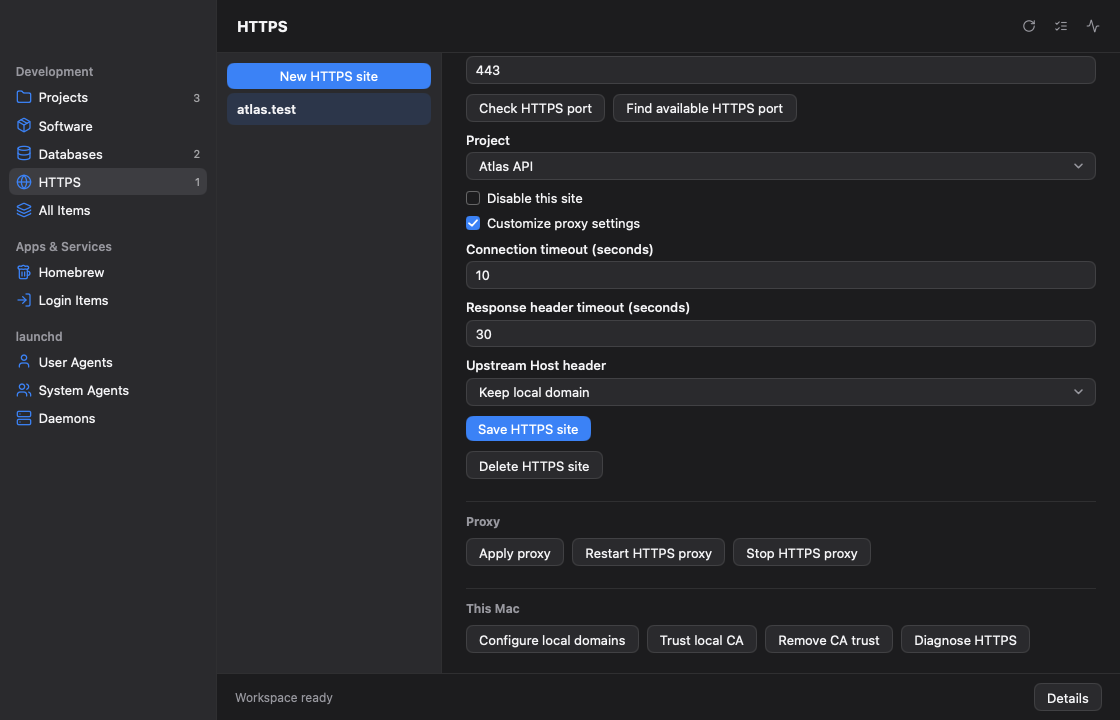 HTTPS
Development
Projects 3
Software
Databases 2
HTTPS 1
All Items
Apps & Services
Homebrew
Login Items
launchd
User Agents
System Agents
Daemons
New HTTPS site
atlas.test
443
Check HTTPS port Find available HTTPS port
Project
Atlas API
Disable this site
Customize proxy settings
Connection timeout (seconds)
10
Response header timeout (seconds)
30
Upstream Host header
Keep local domain
Save HTTPS site
Delete HTTPS site
Proxy
Apply proxy Restart HTTPS proxy Stop HTTPS proxy
This Mac
Configure local domains Trust local CA Remove CA trust Diagnose HTTPS
Workspace ready Details